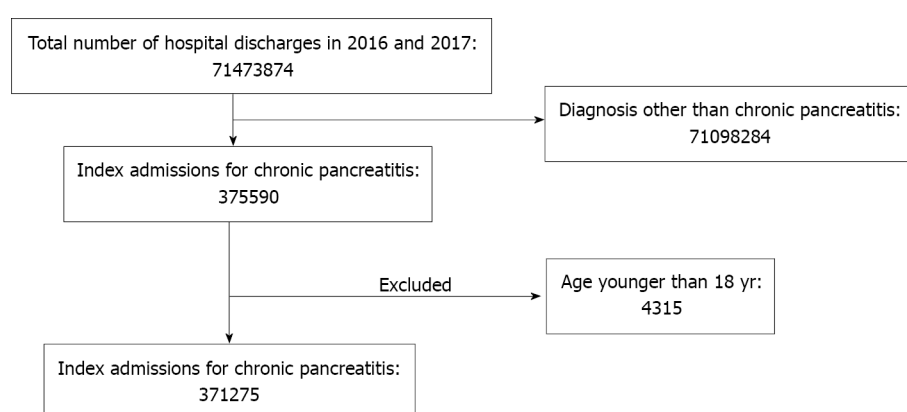 Total number of hospital discharges in 2016 and 2017:
71473874
Diagnosis other than chronic pancreatitis:
71098284
Index admissions for chronic pancreatitis:
375590
Excluded
Age younger than 18 yr:
4315
Index admissions for chronic pancreatitis:
371275